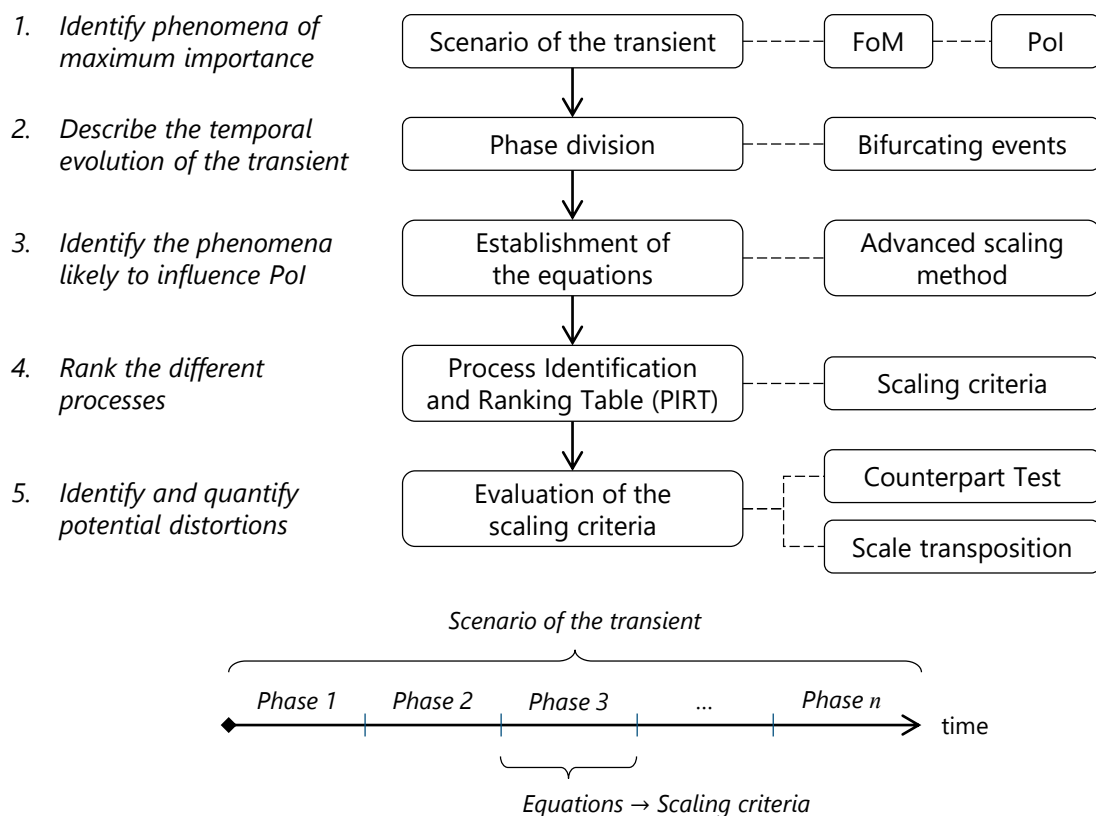 1. Identify phenomena of
maximum importance
Scenario of the transient
FoM
PoI
2. Describe the temporal
evolution of the transient
Phase division
Bifurcating events
3. Identify the phenomena
likely to influence PoI
Establishment of
the equations
Advanced scaling
method
4. Rank the different
processes
Process Identification
and Ranking Table (PIRT)
Scaling criteria
5. Identify and quantify
potential distortions
Evaluation of the
scaling criteria
Counterpart Test
Scale transposition
Scenario of the transient
Phase 1
Phase 2
Phase 3
...
Phase n
time
Equations → Scaling criteria